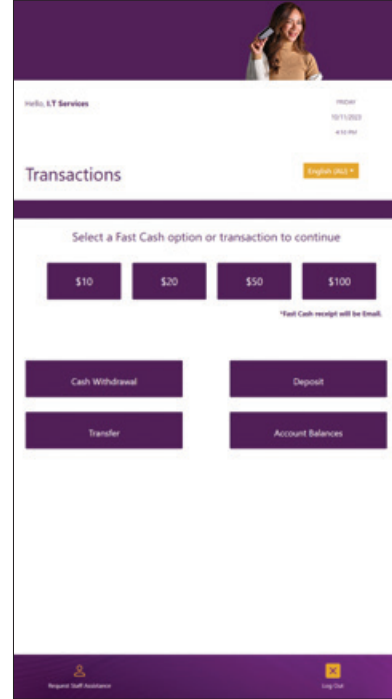 Hello, I.T Services
FRIDAY
10/11/2023
4:10 PM
Transactions
English (AU)
Select a Fast Cash option or transaction to continue
$10
$20
$50
$100
*Fast Cash receipt will be Email.
Cash Withdrawal
Deposit
Transfer
Account Balances
Request Staff Assistance
Log Out